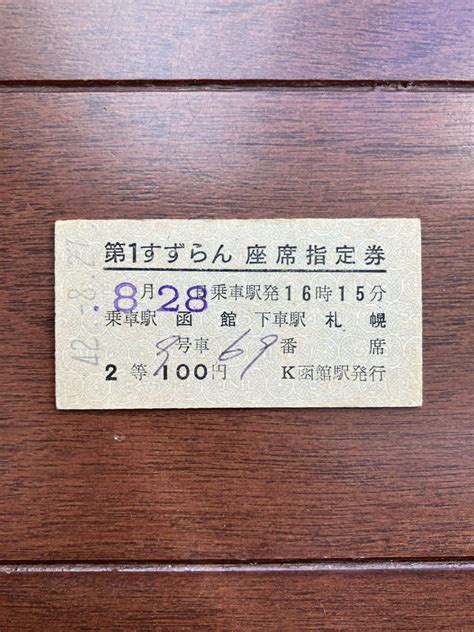 第1すずらん 座席指定券
8月28日乗車駅発16時15分
乗車駅 函館 下車駅 札幌
9号車 69番席
2等 100円 K函館駅発行
42.-8.27